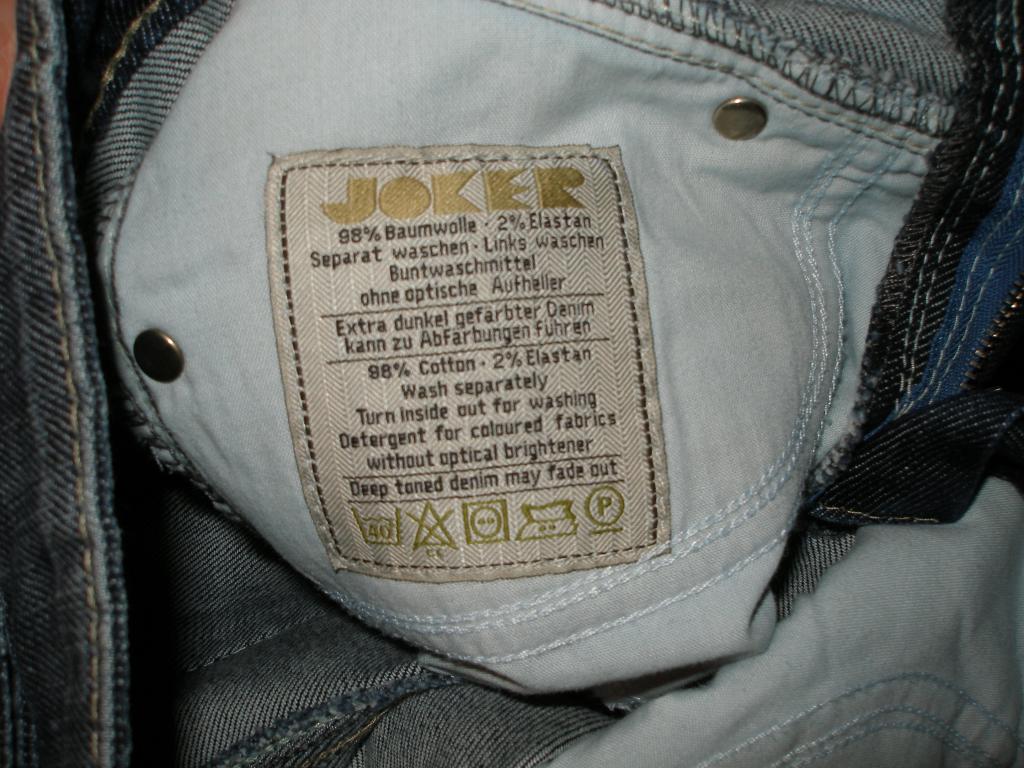 JOKER
98% Baumwolle · 2% Elastan
Separat waschen · Links waschen
Buntwaschmittel
ohne optische Aufheller
Extra dunkel gefärbter Denim
kann zu Abfärbungen führen
98% Cotton · 2% Elastan
Wash separately
Turn inside out for washing
Detergent for coloured fabrics
without optical brightener
Deep toned denim may fade out
40 P